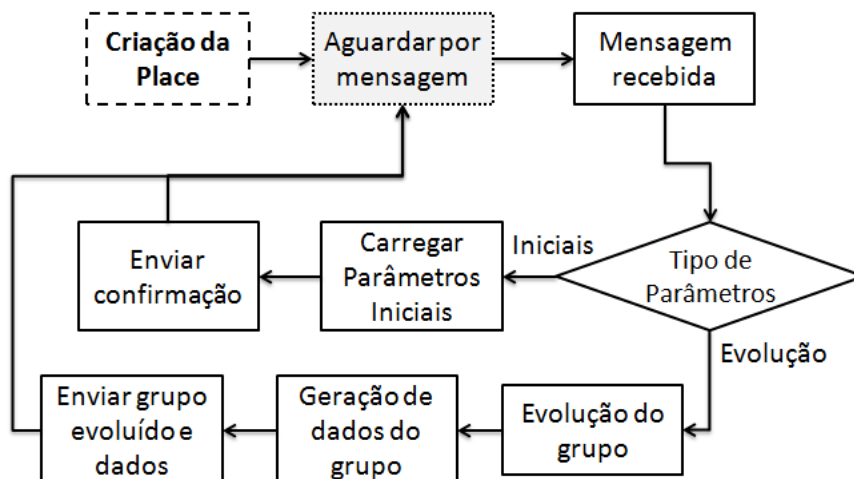 Criação da
Place
Aguardar por
mensagem
Mensagem
recebida
Enviar
confirmação
Carregar
Parâmetros
Iniciais
Iniciais
Tipo de
Parâmetros
Evolução
Enviar grupo
evoluído e
dados
Geração de
dados do
grupo
Evolução do
grupo